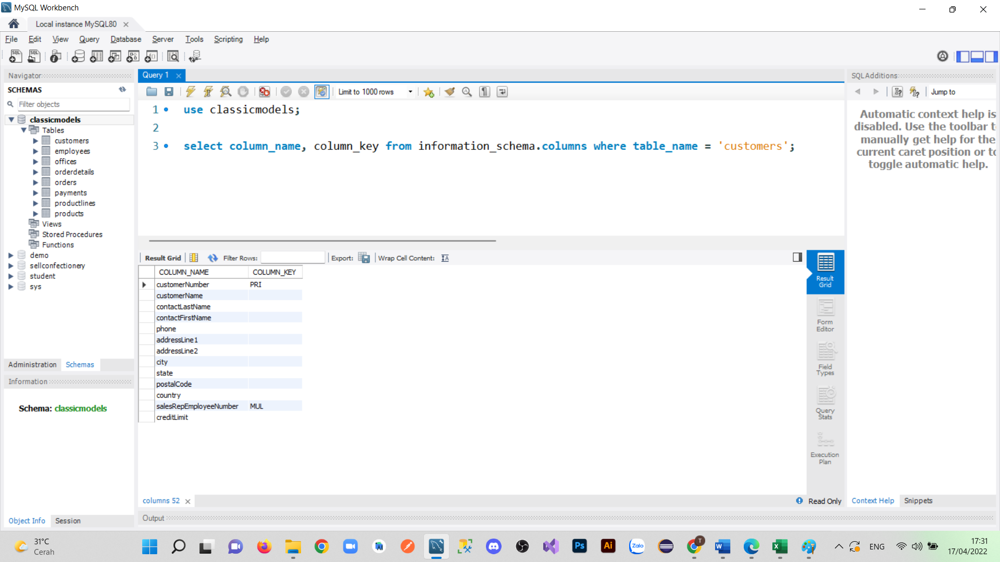 MySQL Workbench
Local instance MySQL80
File Edit View Query Database Server Tools Scripting Help
Navigator
SCHEMAS
Filter objects
classicmodels
Tables
customers
employees
offices
orderdetails
orders
payments
productlines
products
Views
Stored Procedures
Functions
demo
sellconfectionery
student
sys
Administration Schemas
Information
Schema: classicmodels
Object Info Session
Query 1
Limit to 1000 rows
1 use classicmodels;
2
3 select column_name, column_key from information_schema.columns where table_name = 'customers';
Result Grid Filter Rows: Export: Wrap Cell Content:
COLUMN_NAME COLUMN_KEY
customerNumber PRI
customerName
contactLastName
contactFirstName
phone
addressLine1
addressLine2
city
state
postalCode
country
salesRepEmployeeNumber MUL
creditLimit
Result
Grid
Form
Editor
Field
Types
Query
Stats
Execution
Plan
columns 52
Read Only
Output
SQLAdditions
Jump to
Automatic context help is
disabled. Use the toolbar t
manually get help for the
current caret position or to
toggle automatic help.
Context Help Snippets
31°C
Cerah
Ps
Ai
Zalo
T
ENG
17:31
17/04/2022